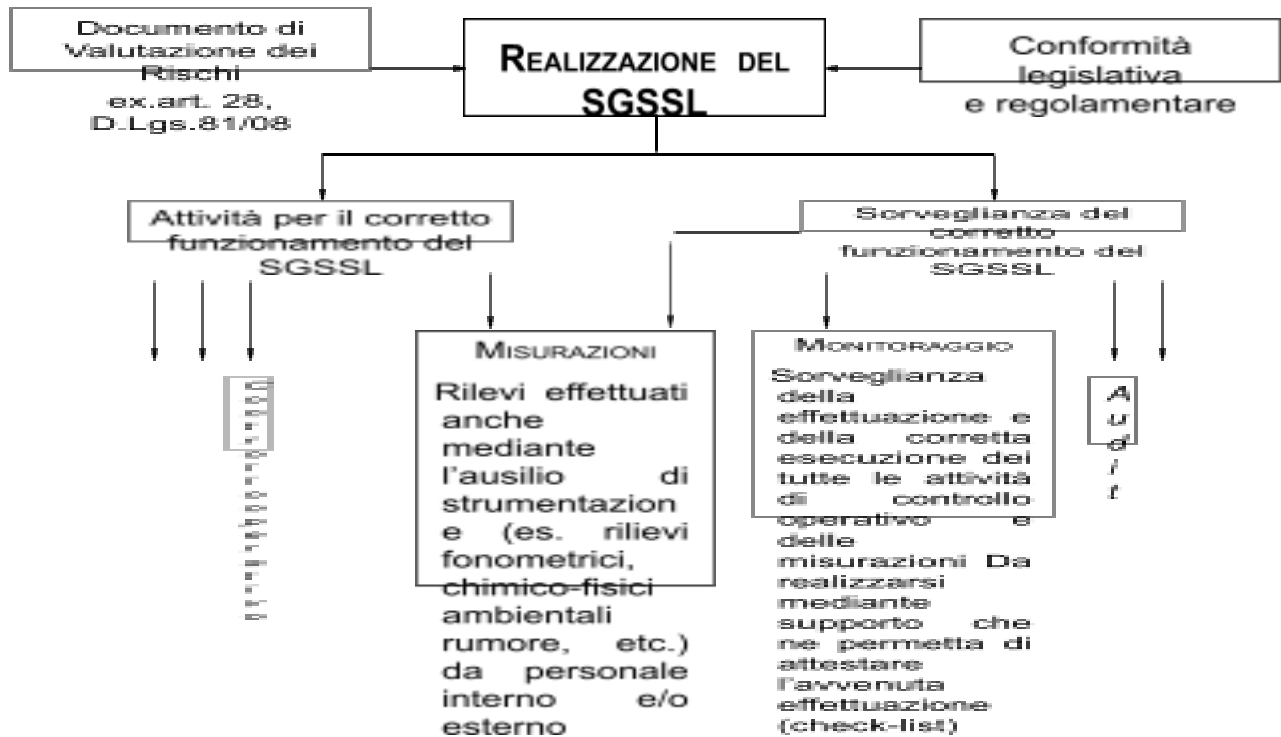 Documento di
Valutazione dei
Rischi
ex.art. 28,
D.Lgs.81/08
REALIZZAZIONE DEL
SGSSL
Conformità
legislativa
e regolamentare
Attività per il corretto
funzionamento del
SGSSL
Sorveglianza del
corretto
funzionamento del
SGSSL
MISURAZIONI
Rilievi effettuati
anche
mediante
l'ausilio di
strumentazion
e (es. rilievi
fonometrici,
chimico-fisici
ambientali
rumore, etc.)
da personale
interno e/o
esterno
MONITORAGGIO
Sorveglianza
della
effettuazione e
della corretta
esecuzione dei
tutte le attività
di controllo
operativo e
delle
misurazioni Da
realizzarsi
mediante
supporto che
ne permetta di
attestare
l'avvenuta
effettuazione
(check-list)
A
u
d
i
t